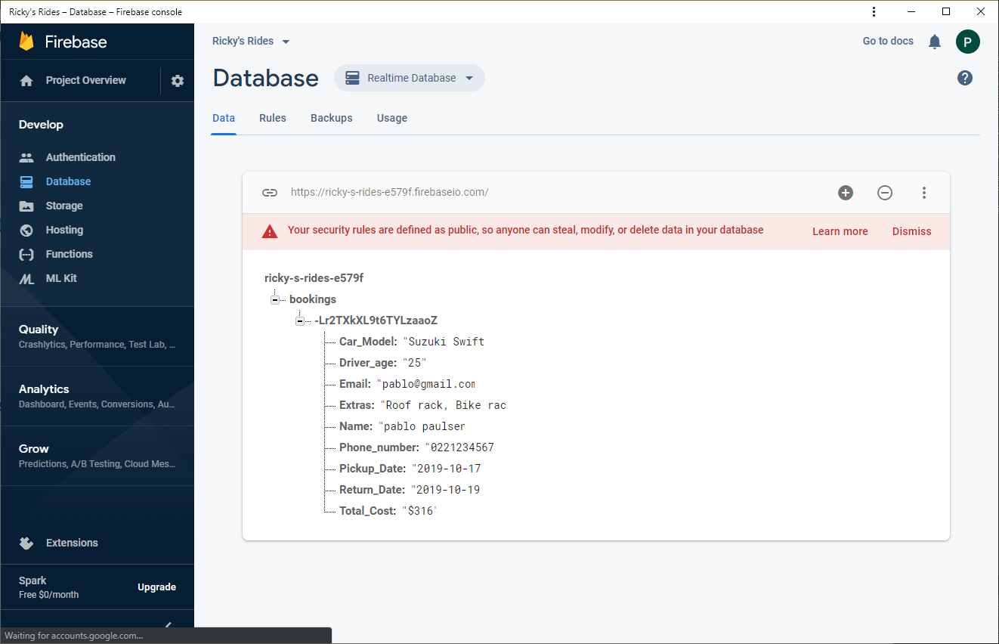 Ricky's Rides – Database – Firebase console
Firebase
Project Overview
Develop
Authentication
Database
Storage
Hosting
Functions
ML Kit
Quality
Crashlytics, Performance, Test Lab, ...
Analytics
Dashboard, Events, Conversions, Au...
Grow
Predictions, A/B Testing, Cloud Mes...
Extensions
Spark
Free $0/month
Upgrade
Waiting for accounts.google.com...
Ricky's Rides
Go to docs
P
Database
Realtime Database
Data Rules Backups Usage
https://ricky-s-rides-e579f.firebaseio.com/
Your security rules are defined as public, so anyone can steal, modify, or delete data in your database
Learn more Dismiss
ricky-s-rides-e579f
bookings
-Lr2TXkXL9t6TYLzaaoZ
Car_Model: "Suzuki Swift
Driver_age: "25"
Email: "pablo@gmail.com
Extras: "Roof rack, Bike rac
Name: "pablo paulsen
Phone_number: "0221234567
Pickup_Date: "2019-10-17
Return_Date: "2019-10-19
Total_Cost: "$316'